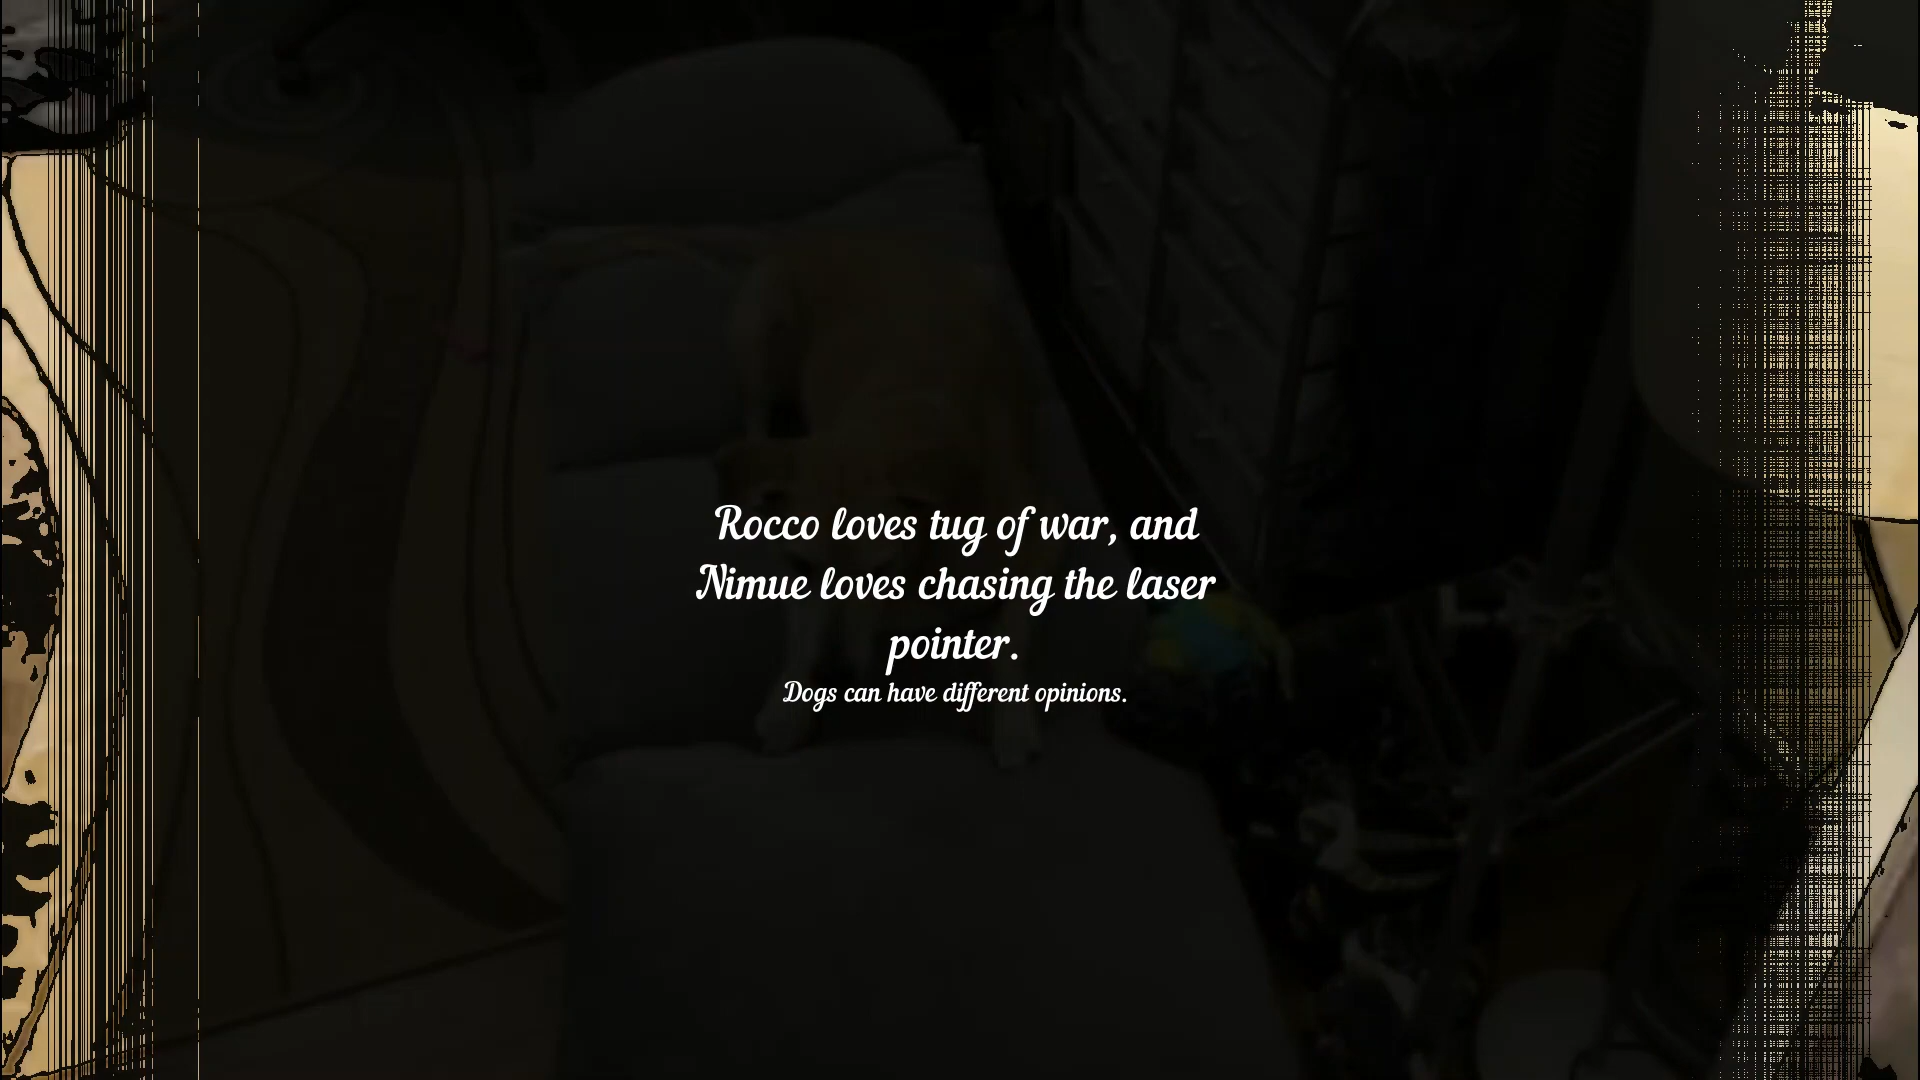 Rocco loves tug of war, and
Nimue loves chasing the laser
pointer.
Dogs can have different opinions.